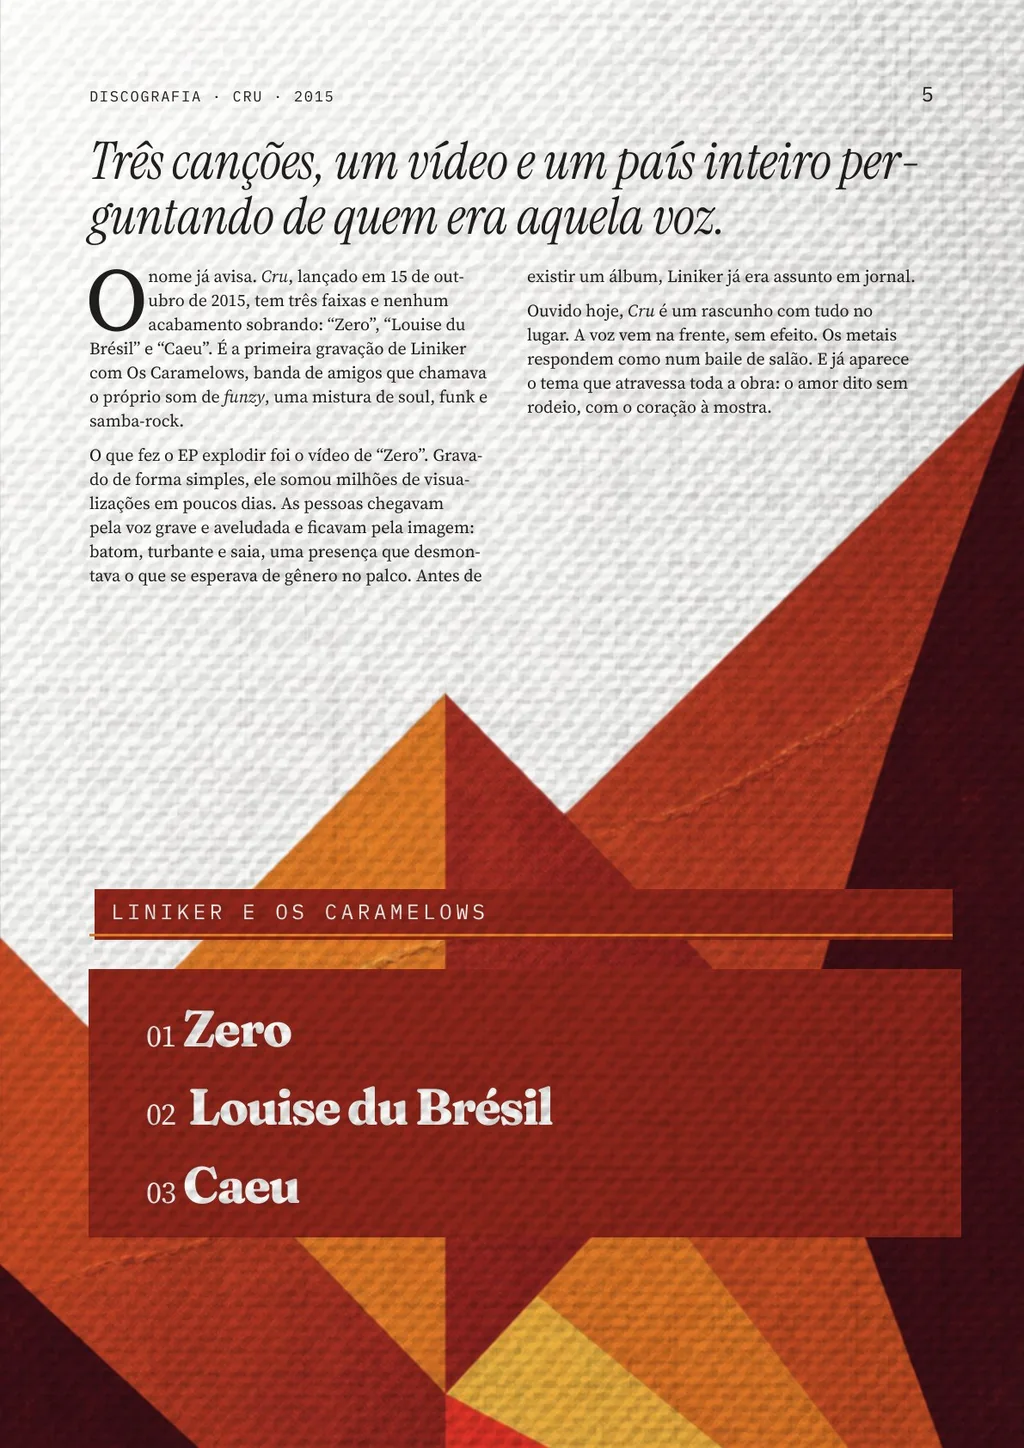 DISCOGRAFIA · CRU · 2015
5
Três canções, um vídeo e um país inteiro per-
guntando de quem era aquela voz.
O nome já avisa. Cru, lançado em 15 de out-
ubro de 2015, tem três faixas e nenhum
acabamento sobrando: “Zero”, “Louise du
Brésil” e “Caeu”. É a primeira gravação de Liniker
com Os Caramelows, banda de amigos que chamava
o próprio som de funzy, uma mistura de soul, funk e
samba-rock.
O que fez o EP explodir foi o vídeo de “Zero”. Grava-
do de forma simples, ele somou milhões de visua-
lizações em poucos dias. As pessoas chegavam
pela voz grave e aveludada e ficavam pela imagem:
batom, turbante e saia, uma presença que desmon-
tava o que se esperava de gênero no palco. Antes de
existir um álbum, Liniker já era assunto em jornal.
Ouvido hoje, Cru é um rascunho com tudo no
lugar. A voz vem na frente, sem efeito. Os metais
respondem como num baile de salão. E já aparece
o tema que atravessa toda a obra: o amor dito sem
rodeio, com o coração à mostra.
LINIKER E OS CARAMELOWS
01 Zero
02 Louise du Brésil
03 Caeu